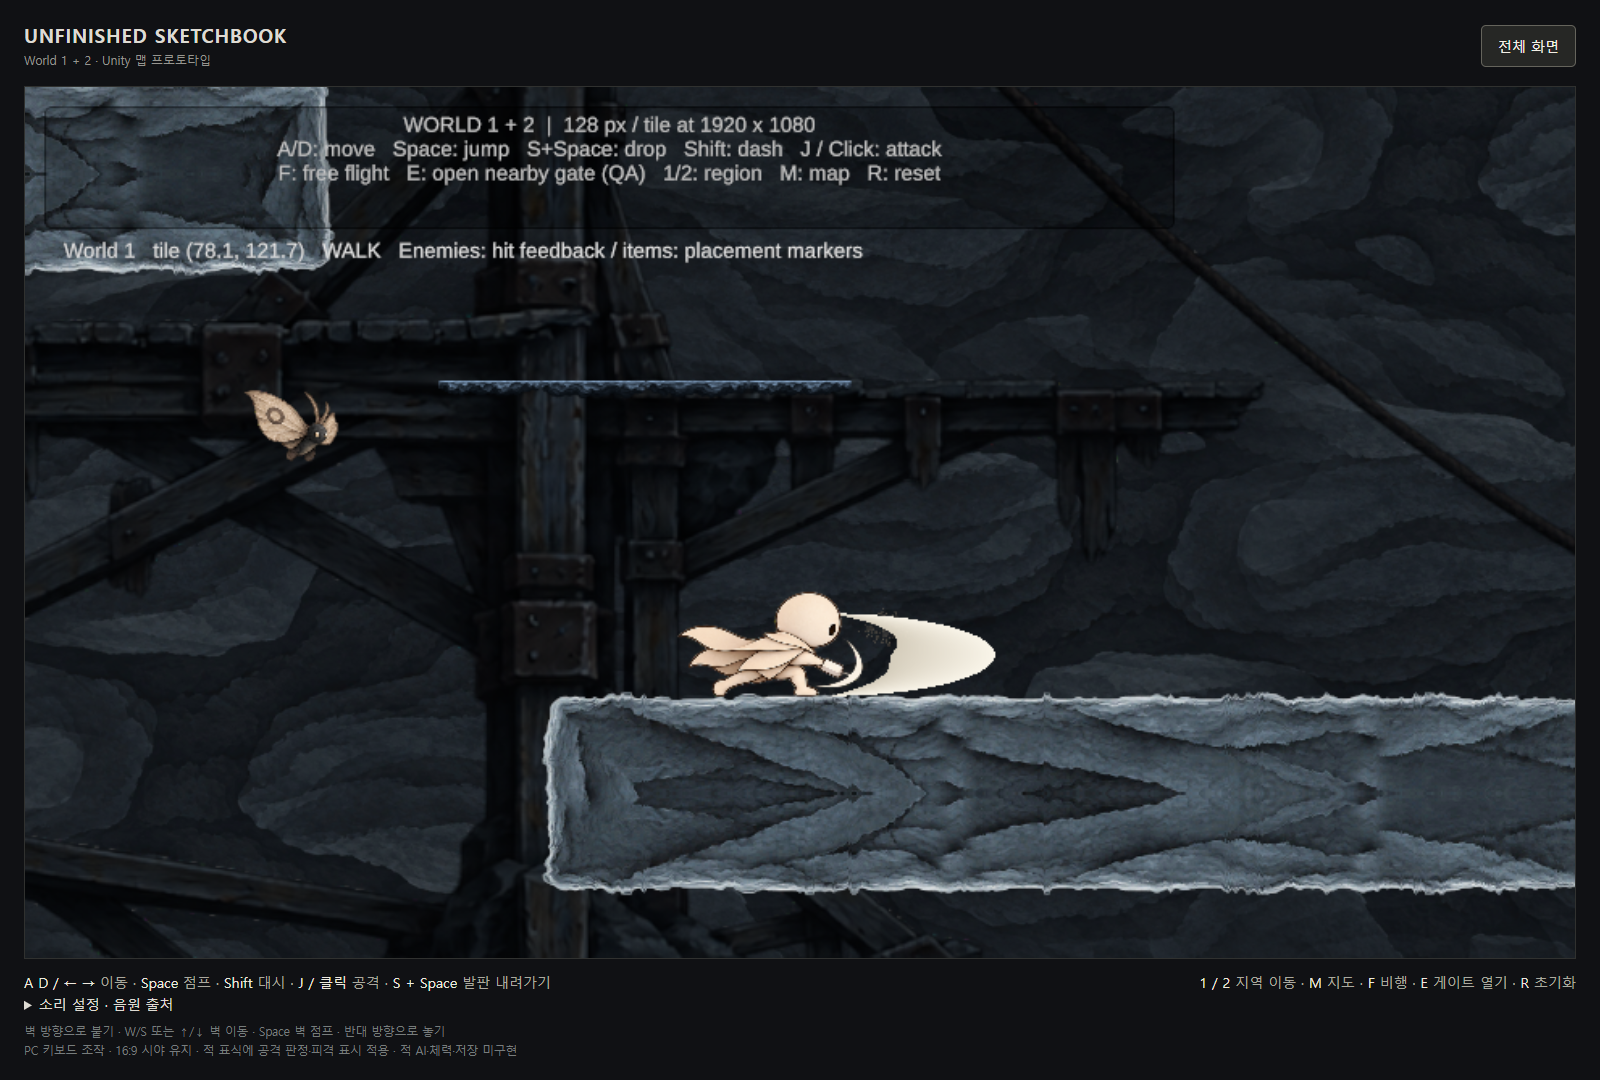 UNFINISHED SKETCHBOOK
World 1 + 2 · Unity 맵 프로토타입
전체 화면
WORLD 1 + 2 | 128 px / tile at 1920 x 1080
A/D: move Space: jump S+Space: drop Shift: dash J / Click: attack
F: free flight E: open nearby gate (QA) 1/2: region M: map R: reset
World 1 tile (78.1, 121.7) WALK Enemies: hit feedback / items: placement markers
A D / ← → 이동 · Space 점프 · Shift 대시 · J / 클릭 공격 · S + Space 발판 내려가기
1 / 2 지역 이동 · M 지도 · F 비행 · E 게이트 열기 · R 초기화
▶ 소리 설정 · 음원 출처
벽 방향으로 붙기 · W/S 또는 ↑/↓ 벽 이동 · Space 벽 점프 · 반대 방향으로 놓기
PC 키보드 조작 · 16:9 시야 유지 · 적 표식에 공격 판정·피격 표시 적용 · 적 AI·체력·저장 미구현